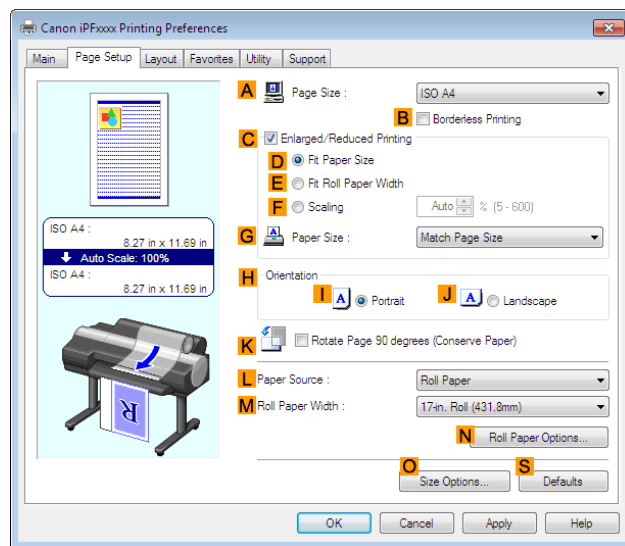 Canon iPFxxxx Printing Preferences
Main Page Setup Layout Favorites Utility Support
A Page Size : ISO A4
B Borderless Printing
C Enlarged/Reduced Printing
D Fit Paper Size
E Fit Roll Paper Width
F Scaling Auto % (5 - 600)
G Paper Size : Match Page Size
ISO A4 :
8.27 in x 11.69 in
Auto Scale: 100%
ISO A4 :
8.27 in x 11.69 in
H Orientation
I A Portrait J A Landscape
K Rotate Page 90 degrees (Conserve Paper)
R
L Paper Source : Roll Paper
M Roll Paper Width : 17-in. Roll (431.8mm)
N Roll Paper Options...
O Size Options... S Defaults
OK Cancel Apply Help